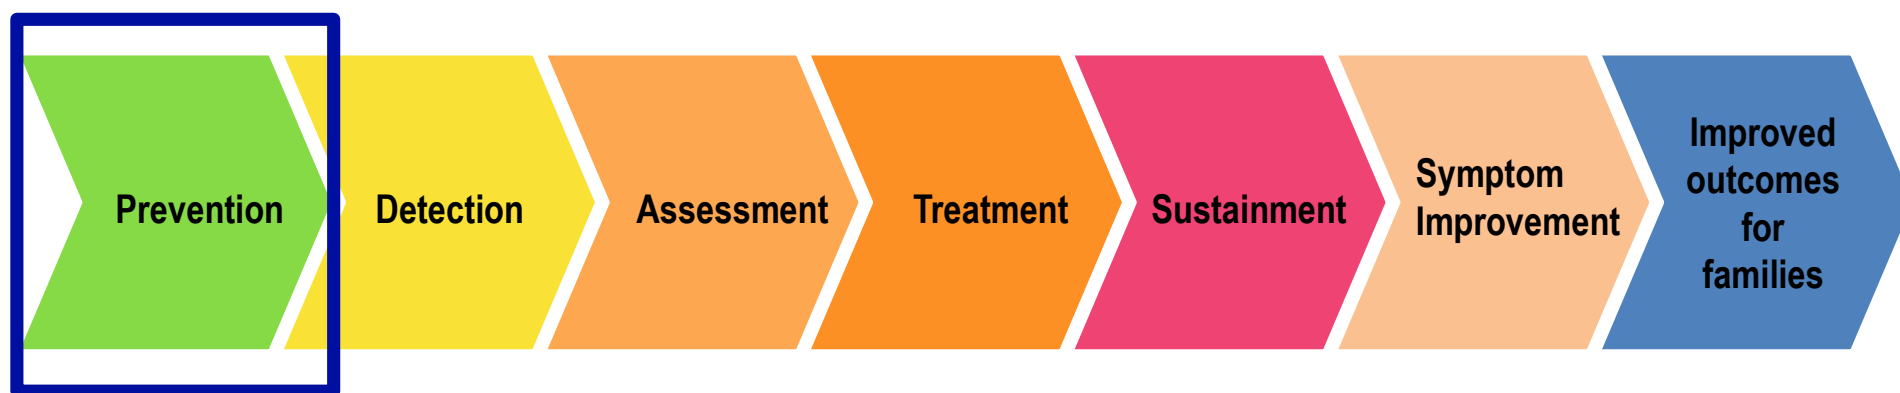 Prevention
Detection
Assessment
Treatment
Sustainment
Symptom
Improvement
Improved
outcomes
for
families